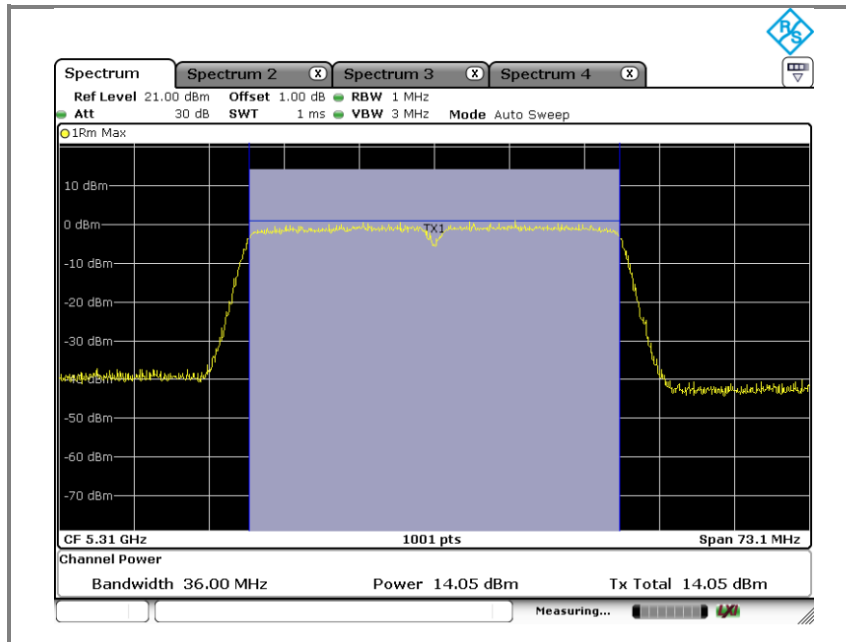 R&S
Spectrum Spectrum 2 X Spectrum 3 X Spectrum 4 X
Ref Level 21.00 dBm Offset 1.00 dB RBW 1 MHz
Att 30 dB SWT 1 ms VBW 3 MHz Mode Auto Sweep
1Rm Max
10 dBm
0 dBm
TX1
-10 dBm
-20 dBm
-30 dBm
-40 dBm
-50 dBm
-60 dBm
-70 dBm
CF 5.31 GHz 1001 pts Span 73.1 MHz
Channel Power
Bandwidth 36.00 MHz Power 14.05 dBm Tx Total 14.05 dBm
Measuring...